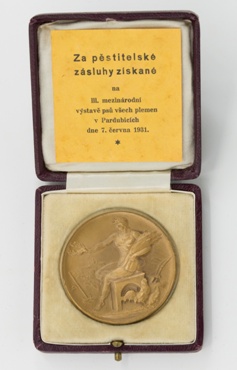 Za pěstitelské
zásluhy získané
na
III. mezinárodní
výstavě psů všech plemen
v Pardubicích
dne 7. června 1931.
*